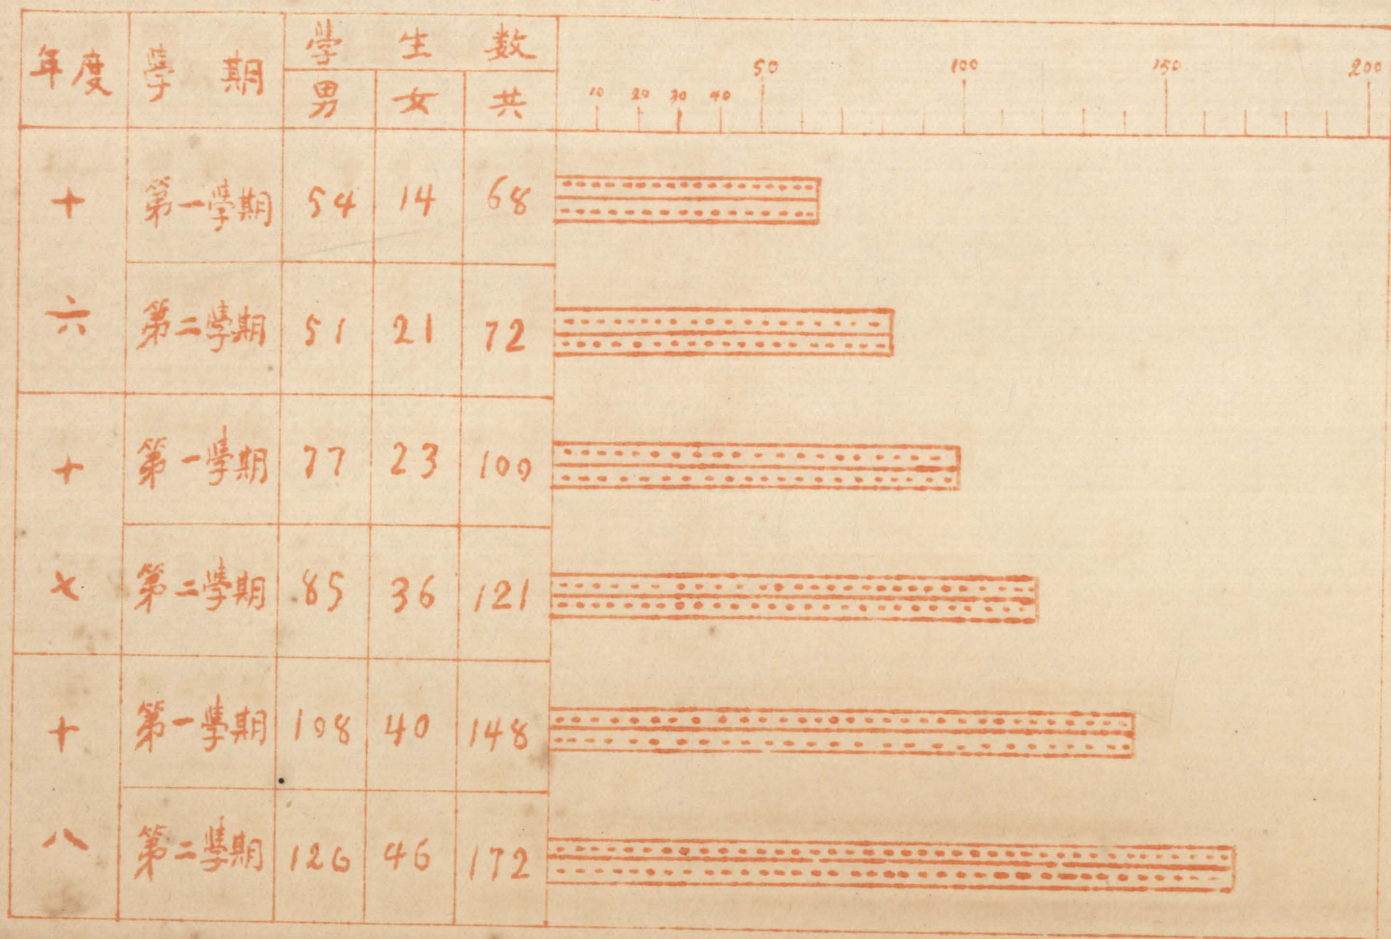 年度 學期 學生数
男 女 共
50 100 150 200
10 20 30 40
十六 第一學期 54 14 68
第二學期 51 21 72
十七 第一學期 77 23 100
第二學期 85 36 121
十八 第一學期 108 40 148
第二學期 126 46 172